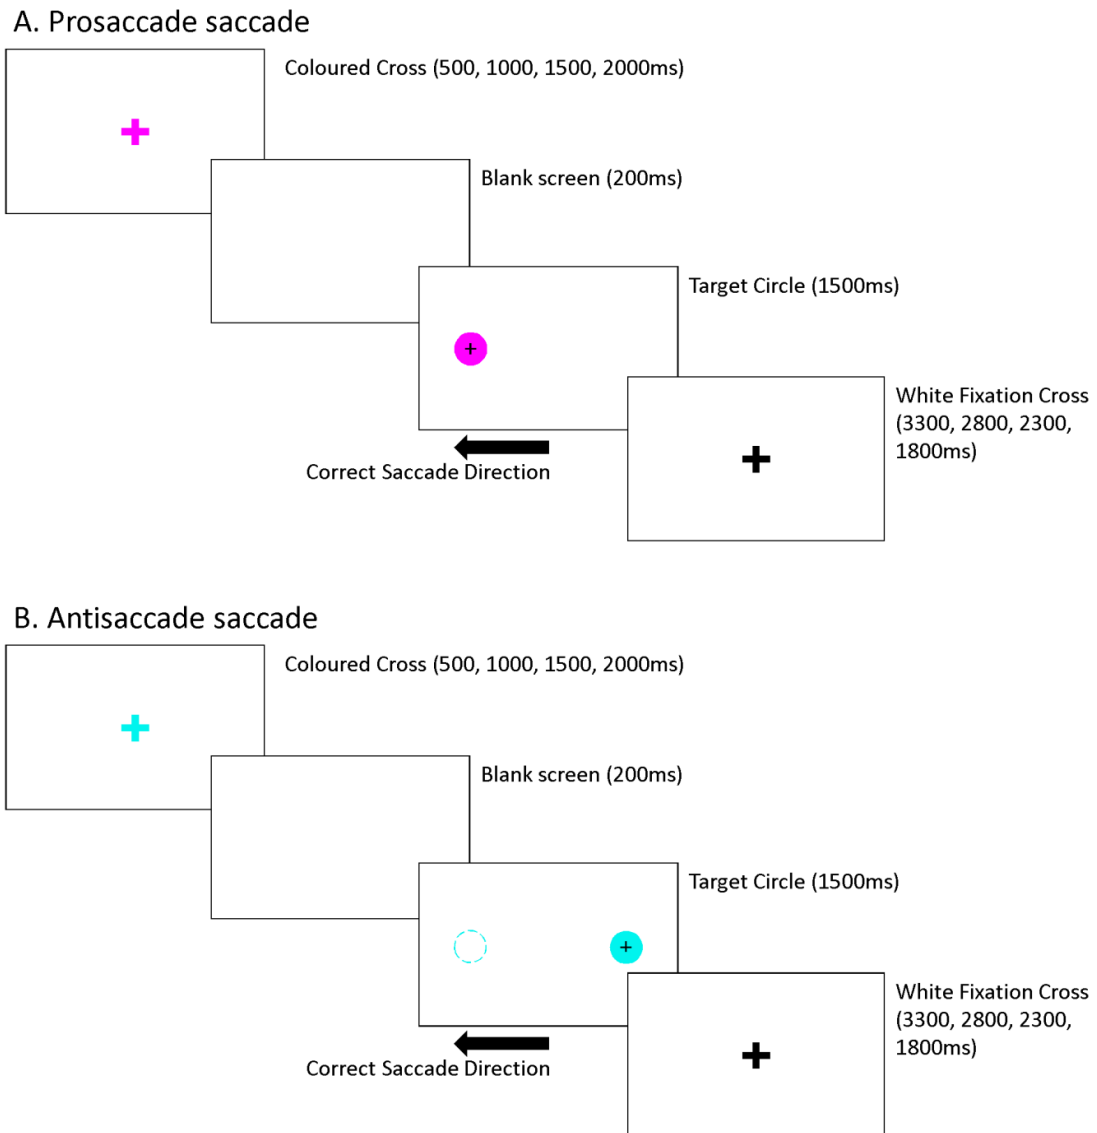 A. Prosaccade saccade
Coloured Cross (500, 1000, 1500, 2000ms)
Blank screen (200ms)
Target Circle (1500ms)
White Fixation Cross
(3300, 2800, 2300,
1800ms)
Correct Saccade Direction
B. Antisaccade saccade
Coloured Cross (500, 1000, 1500, 2000ms)
Blank screen (200ms)
Target Circle (1500ms)
White Fixation Cross
(3300, 2800, 2300,
1800ms)
Correct Saccade Direction